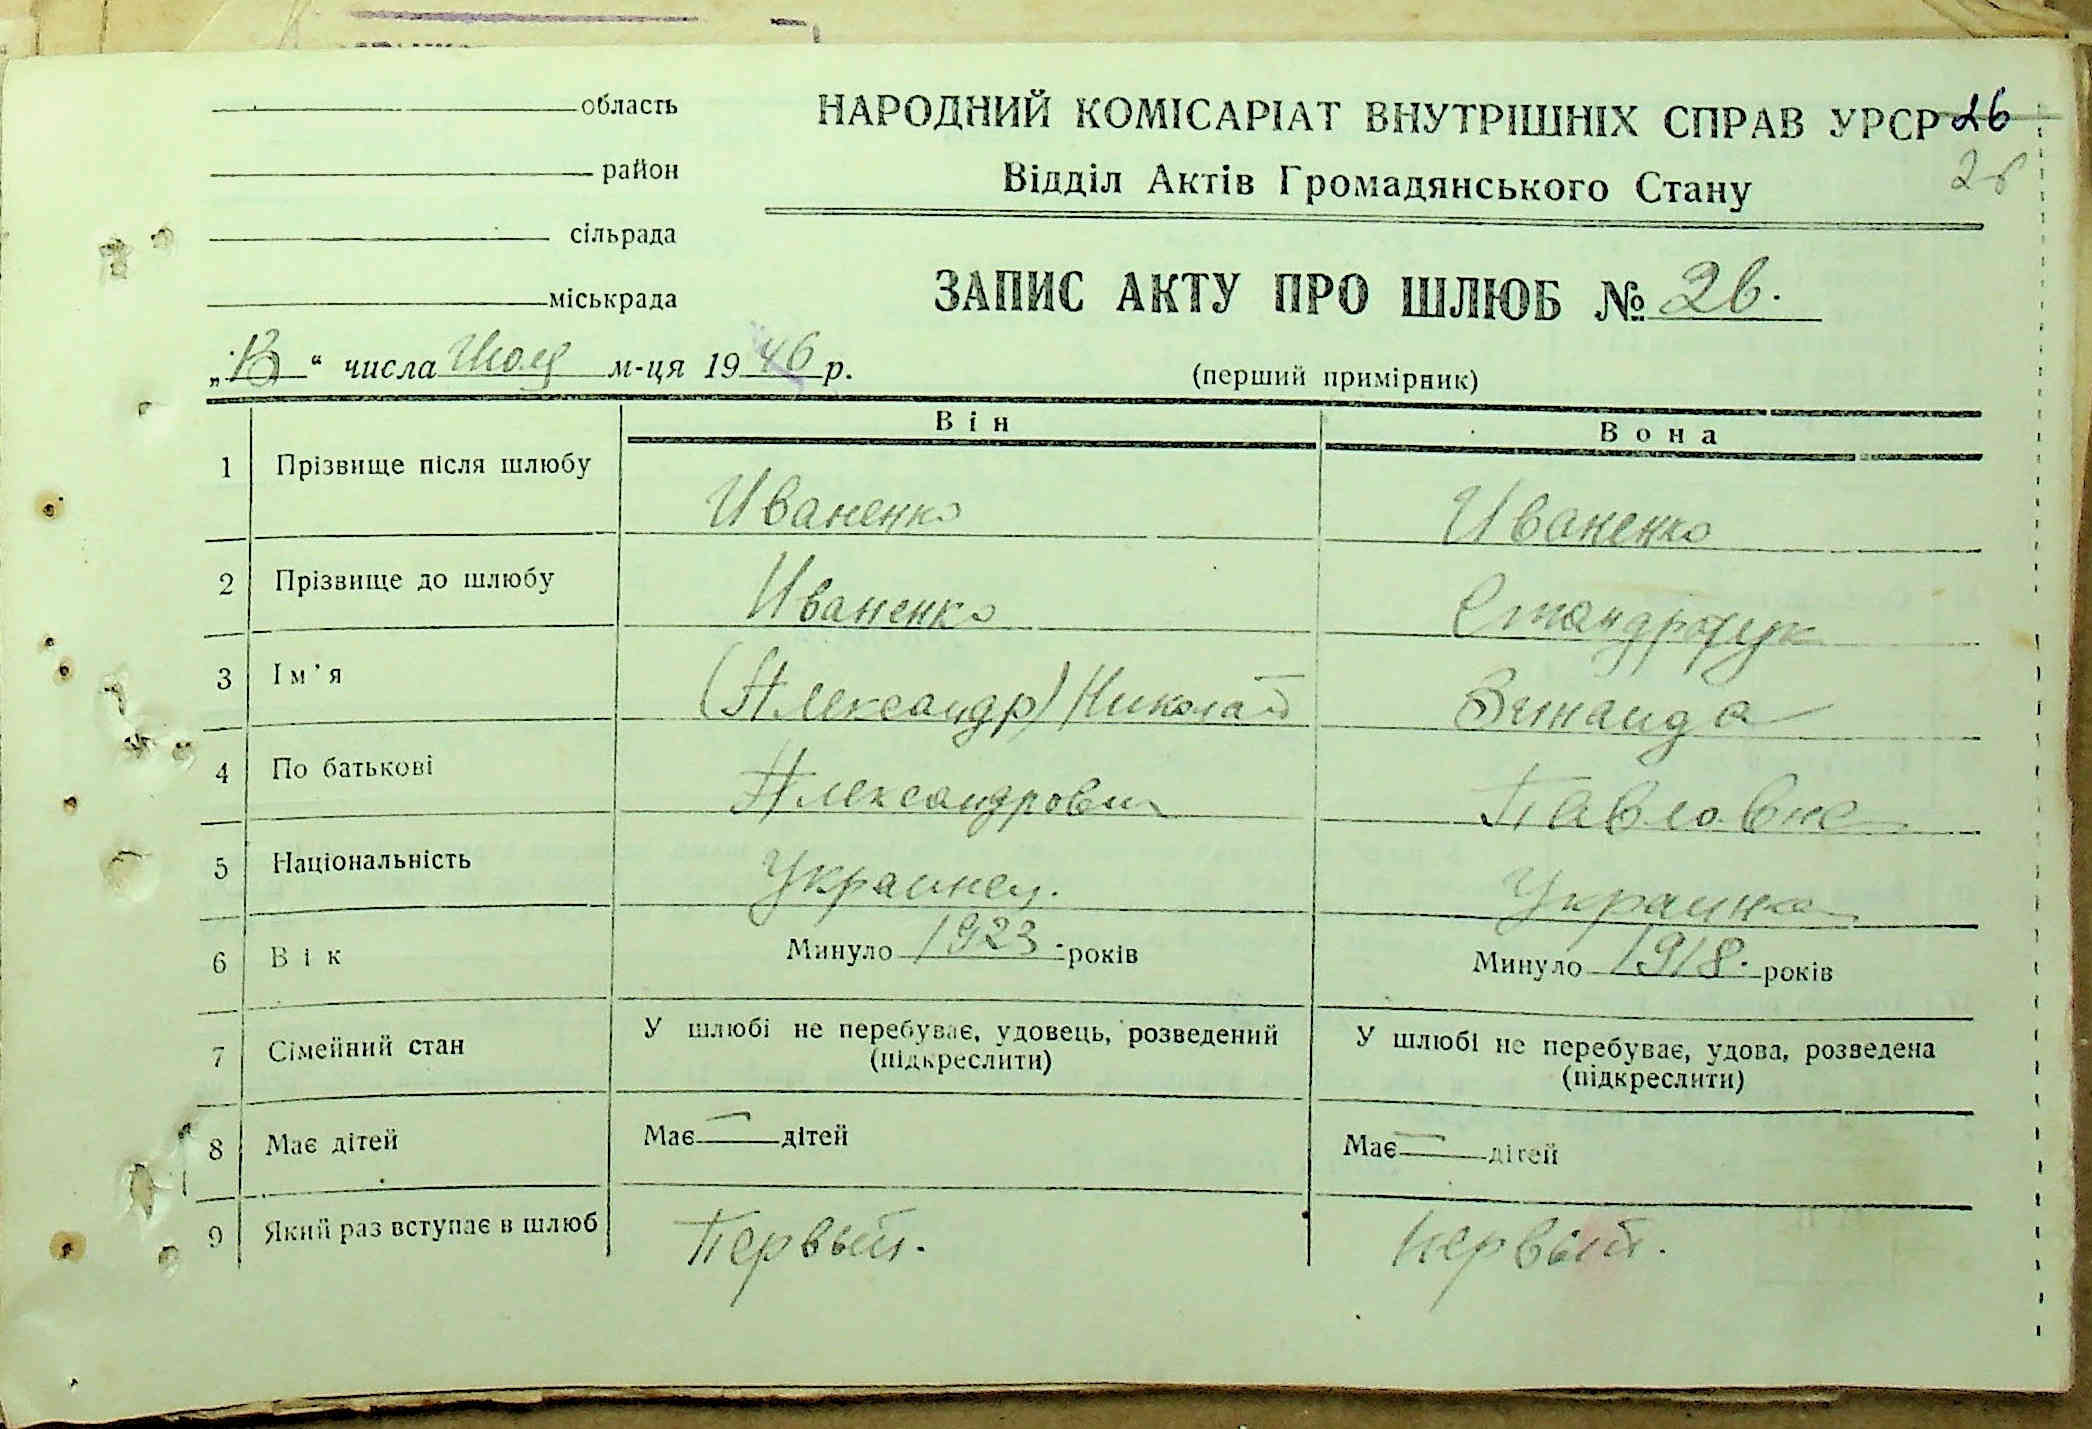 область
район
сільрада
міськрада
НАРОДНИЙ КОМІСАРІАТ ВНУТРІШНІХ СПРАВ УРСР 26
26
Відділ Актів Громадянського Стану
ЗАПИС АКТУ ПРО ШЛЮБ № 26.
(перший примірник)
„ “ числа Июля м-ця 1946 р.
Він Вона
1 Прізвище після шлюбу Иваненко Иваненко
2 Прізвище до шлюбу Иваненко
3 Ім'я (Александр) Николай Зинаида
4 По батькові Александрович Павловна
5 Національність Украинец. Украинка
6 Вік Минуло 1923. років Минуло 1918. років
7 Сімейний стан У шлюбі не перебуває, удовець, розведений У шлюбі не перебуває, удова, розведена
(підкреслити) (підкреслити)
8 Має дітей Має — дітей Має — дітей
9 Який раз вступає в шлюб Первый. Первый.